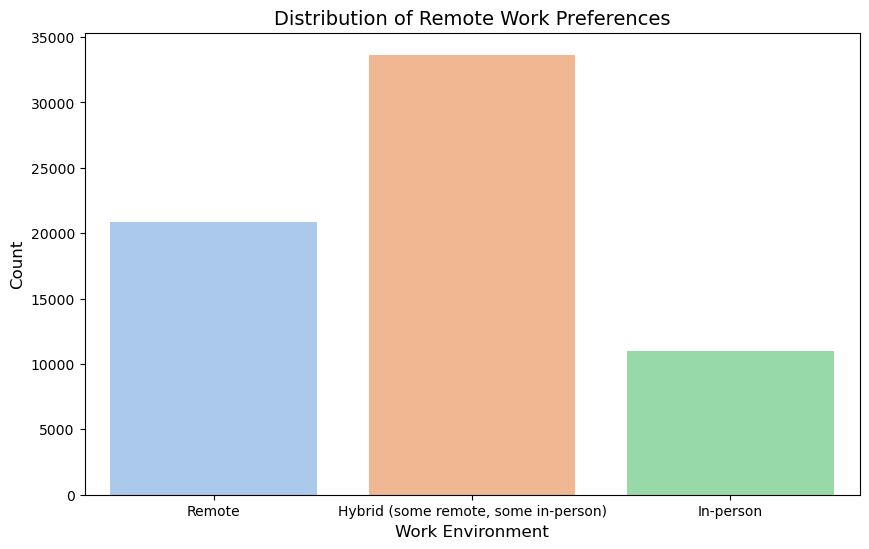 Distribution of Remote Work Preferences
35000
30000
25000
20000
15000
10000
5000
0
Count
Remote
Hybrid (some remote, some in-person)
In-person
Work Environment